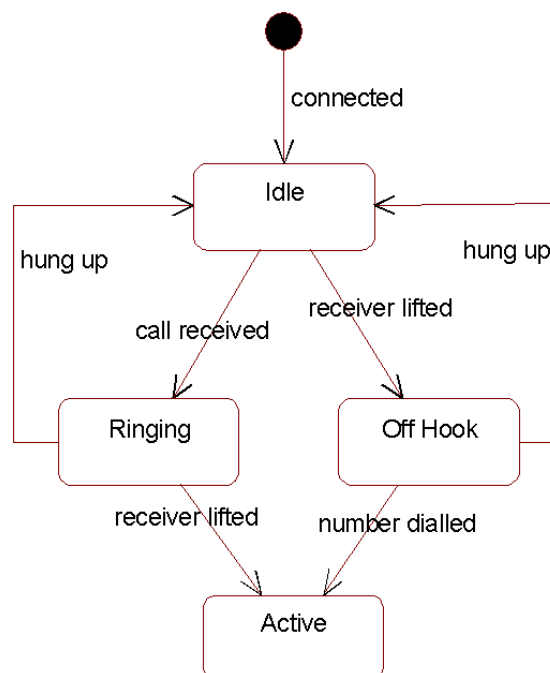 connected
Idle
hung up
hung up
call received
receiver lifted
Ringing
Off Hook
receiver lifted
number dialled
Active